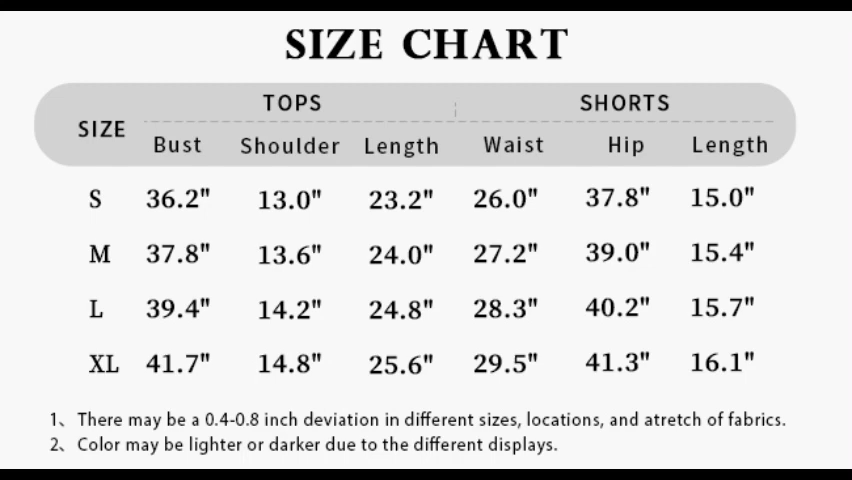 SIZE CHART
TOPS SHORTS
SIZE Bust Shoulder Length Waist Hip Length
S 36.2" 13.0" 23.2" 26.0" 37.8" 15.0"
M 37.8" 13.6" 24.0" 27.2" 39.0" 15.4"
L 39.4" 14.2" 24.8" 28.3" 40.2" 15.7"
XL 41.7" 14.8" 25.6" 29.5" 41.3" 16.1"
1、There may be a 0.4-0.8 inch deviation in different sizes, locations, and atretch of fabrics.
2、Color may be lighter or darker due to the different displays.